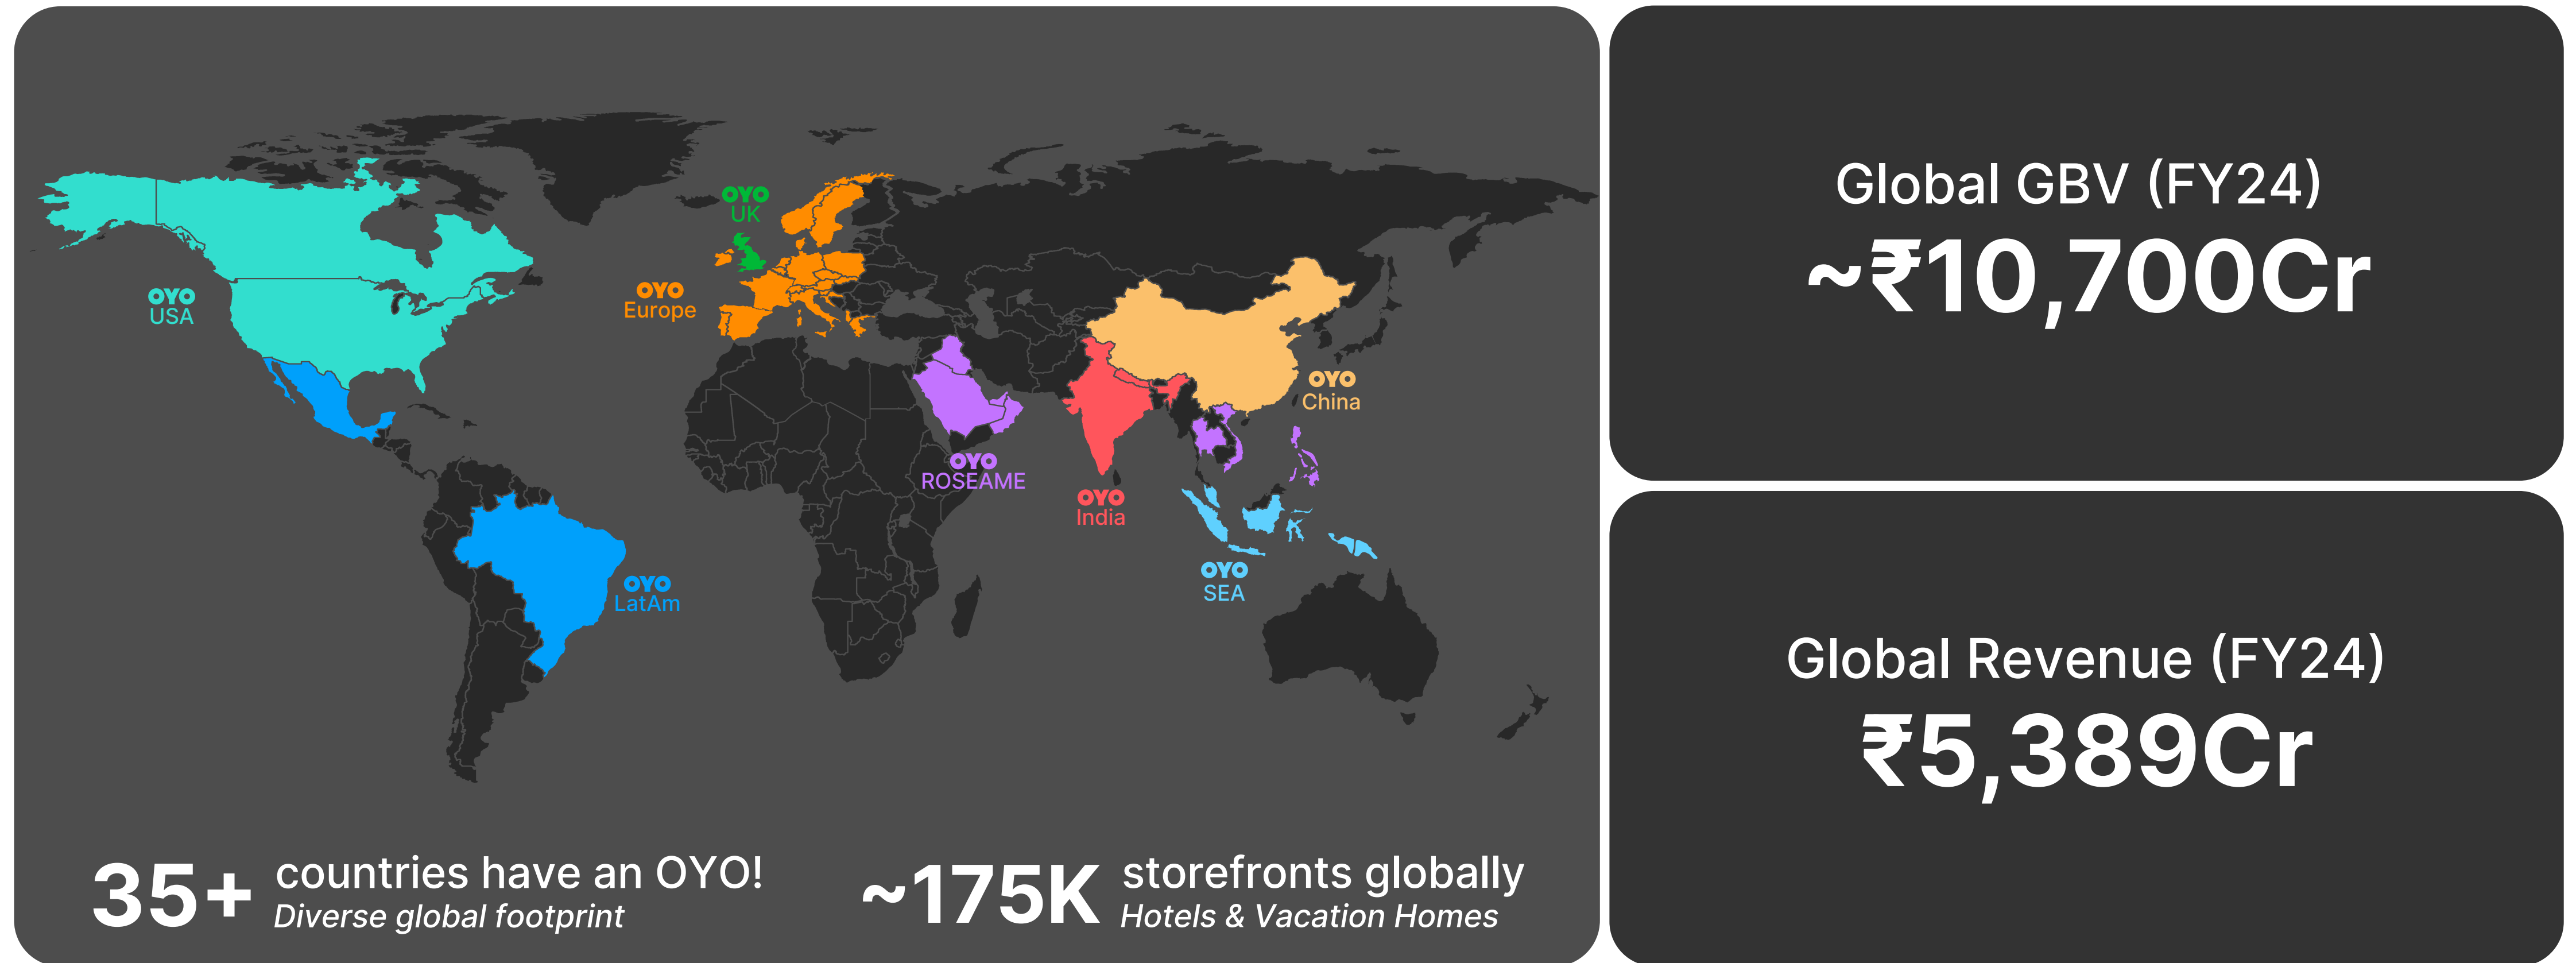 OYO
UK
OYO
Europe
OYO
USA
OYO
China
OYO
ROSEAME
OYO
India
OYO
SEA
OYO
LatAm
35+
countries have an OYO!
Diverse global footprint
~175K
storefronts globally
Hotels & Vacation Homes
Global GBV (FY24)
~₹10,700Cr
Global Revenue (FY24)
₹5,389Cr